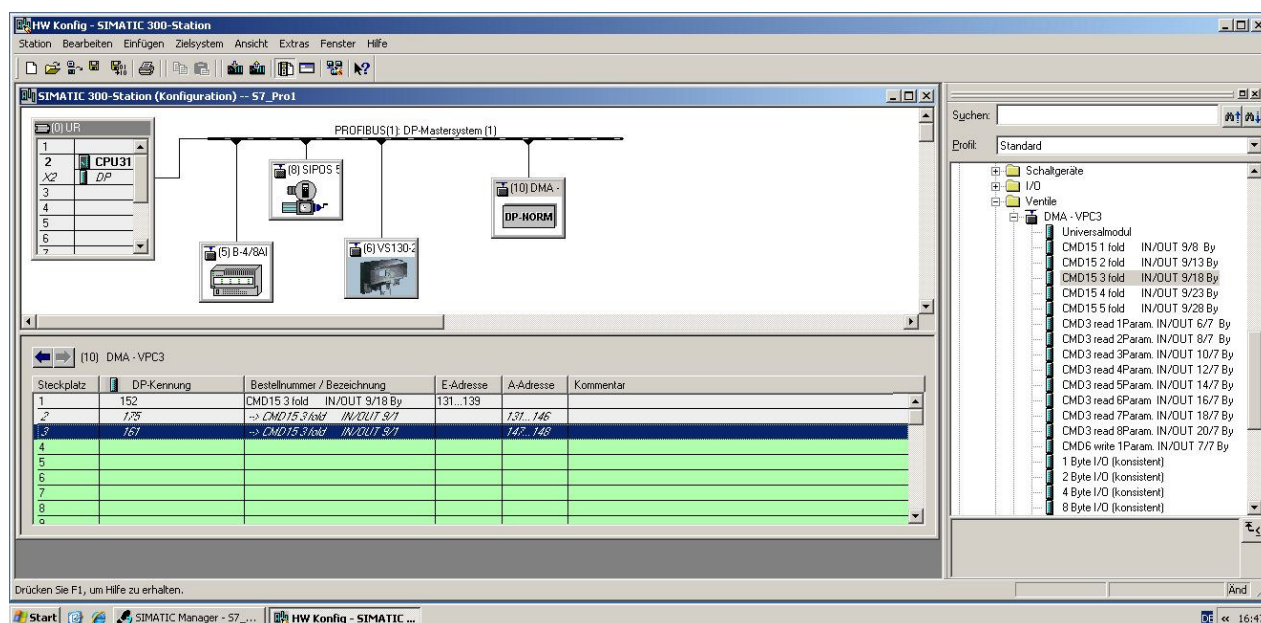 HW Konfig - SIMATIC 300-Station
Station Bearbeiten Einfügen Zielsystem Ansicht Extras Fenster Hilfe
SIMATIC 300-Station (Konfiguration) -- S7_Pro1
(0) UR
1
2 CPU31
X2 DP
3
4
5
6
7
PROFIBUS(1): DP-Mastersystem (1)
(8) SIPOS 5
(10) DMA -
DP-NORM
(5) B-4/8AI
(6) VS130-2
(10) DMA - VPC3
Steckplatz DP-Kennung Bestellnummer / Bezeichnung E-Adresse A-Adresse Kommentar
1 152 CMD15 3 fold IN/OUT 9/18 By 131...139
2 175 --> CMD15 3 fold IN/OUT 9/1 131...146
3 161 --> CMD15 3 fold IN/OUT 9/1 147...148
4
5
6
7
8
9
Suchen:
Profil: Standard
Schaltgeräte
I/O
Ventile
DMA - VPC3
Universalmodul
CMD15 1 fold IN/OUT 9/8 By
CMD15 2 fold IN/OUT 9/13 By
CMD15 3 fold IN/OUT 9/18 By
CMD15 4 fold IN/OUT 9/23 By
CMD15 5 fold IN/OUT 9/28 By
CMD3 read 1Param. IN/OUT 6/7 By
CMD3 read 2Param. IN/OUT 8/7 By
CMD3 read 3Param. IN/OUT 10/7 By
CMD3 read 4Param. IN/OUT 12/7 By
CMD3 read 5Param. IN/OUT 14/7 By
CMD3 read 6Param. IN/OUT 16/7 By
CMD3 read 7Param. IN/OUT 18/7 By
CMD3 read 8Param. IN/OUT 20/7 By
CMD6 write 1Param. IN/OUT 7/7 By
1 Byte I/O (konsistent)
2 Byte I/O (konsistent)
4 Byte I/O (konsistent)
8 Byte I/O (konsistent)
Drücken Sie F1, um Hilfe zu erhalten.
Änd
Start SIMATIC Manager - S7_... HW Konfig - SIMATIC ... DE « 16:47